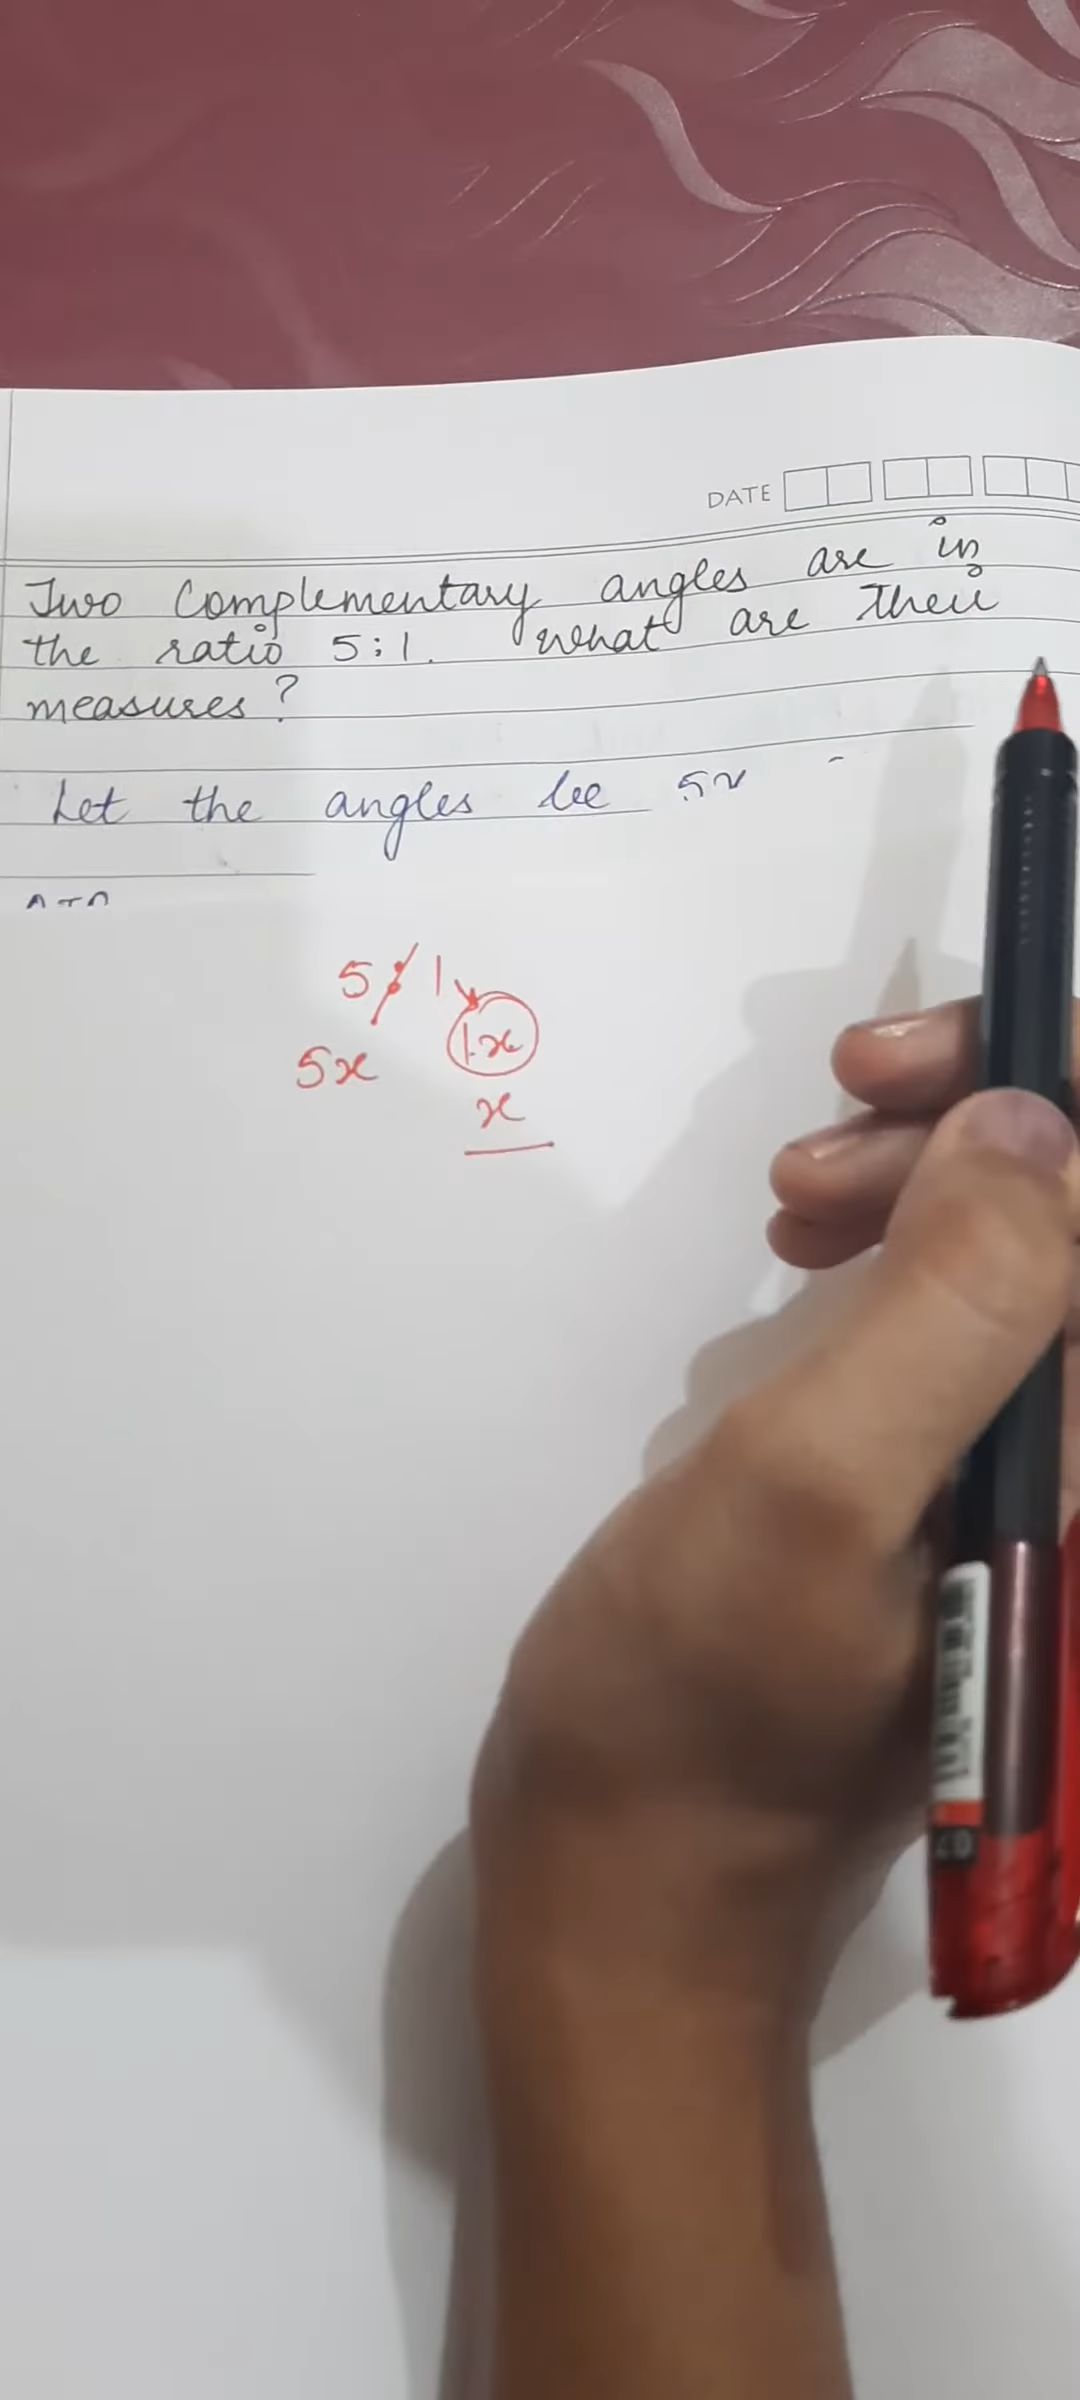 DATE
Two Complementary angles are in
the ratio 5:1. What are their
measures?
Let the angles be 5x
5 : 1
5x 1x
x